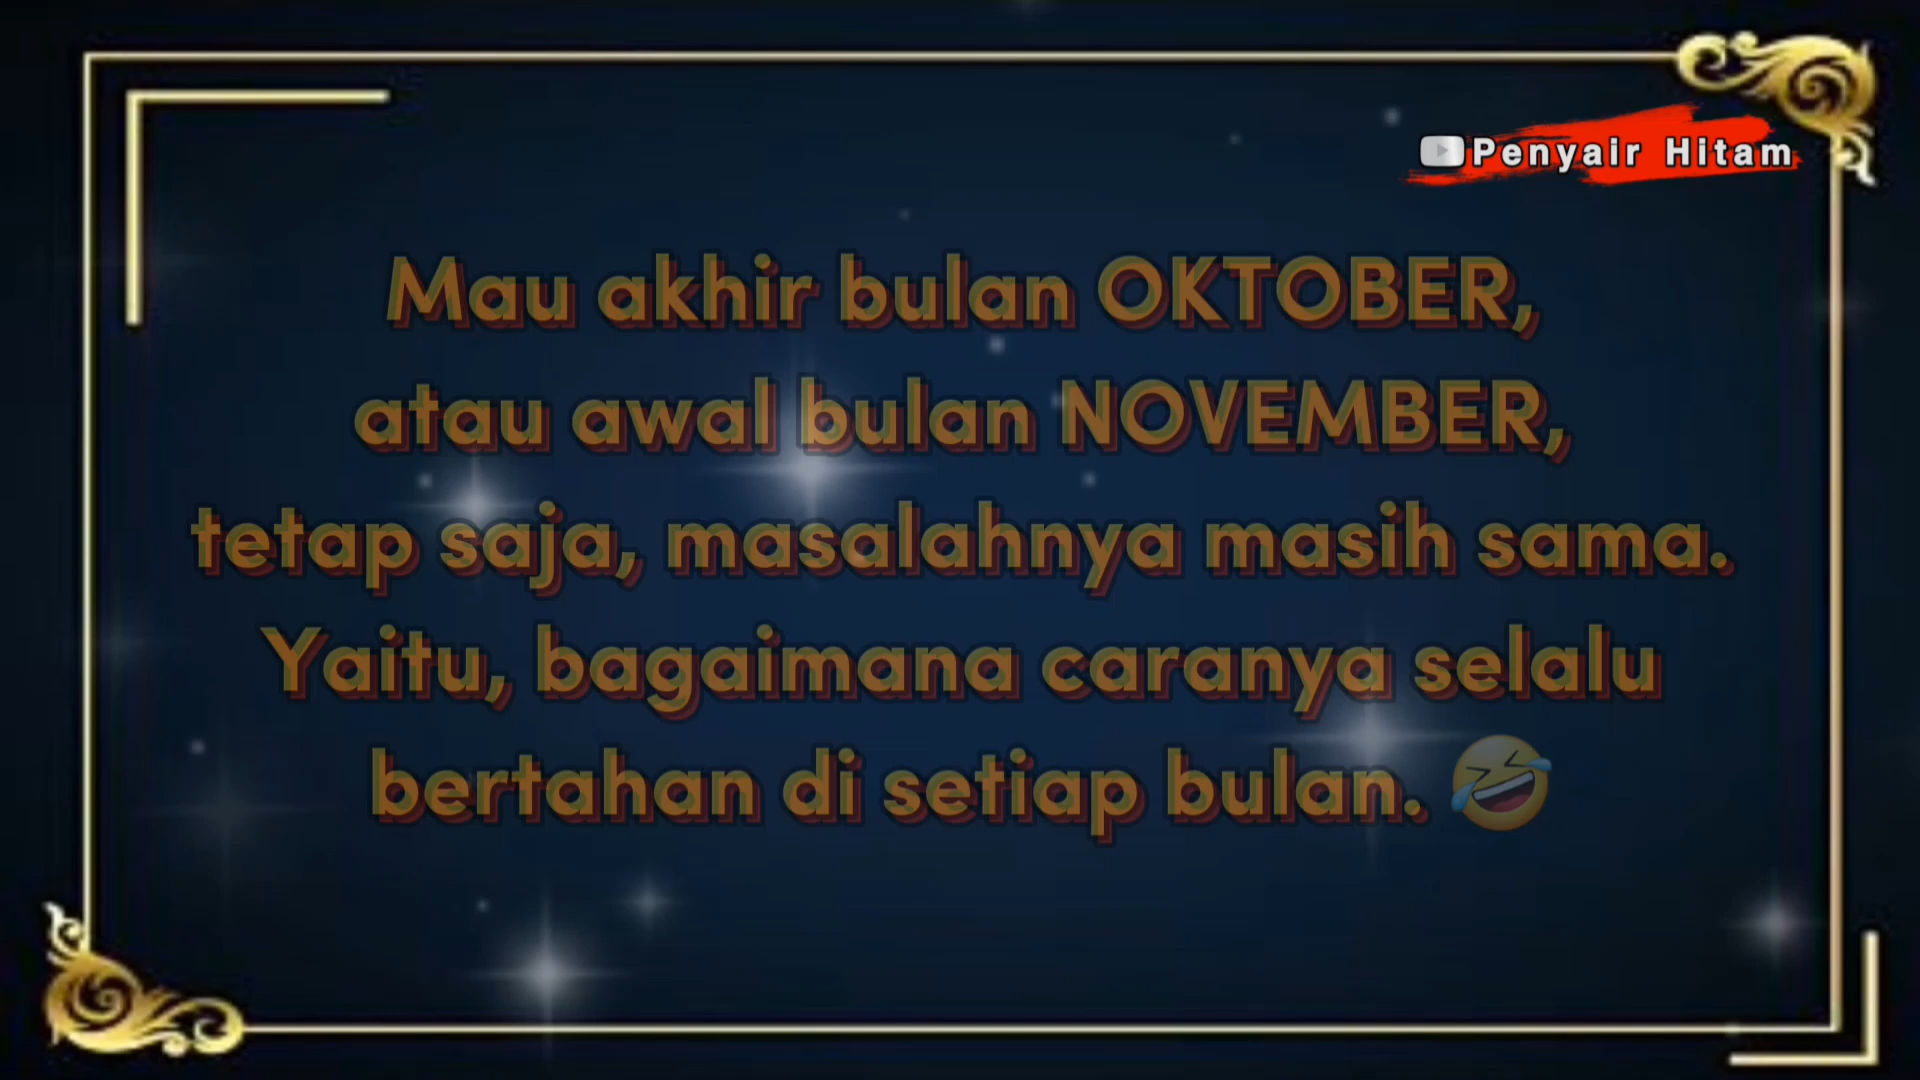 Penyair Hitam
Mau akhir bulan OKTOBER,
atau awal bulan NOVEMBER,
tetap saja, masalahnya masih sama.
Yaitu, bagaimana caranya selalu
bertahan di setiap bulan. 🤣